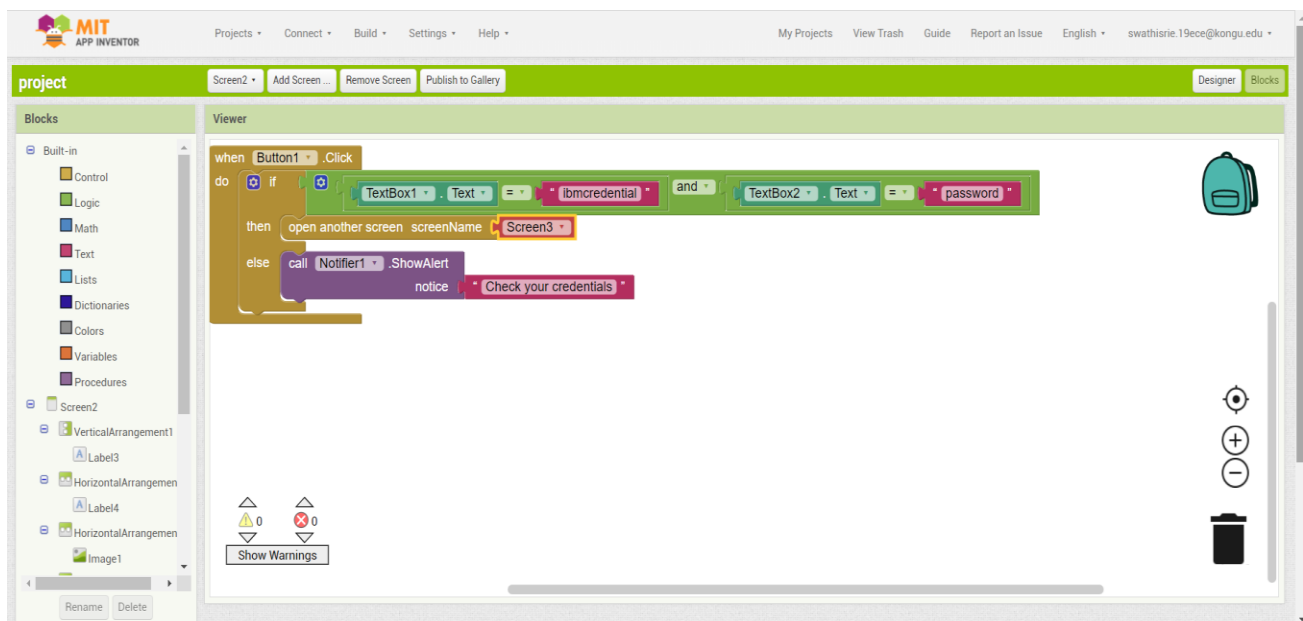 MIT
APP INVENTOR
Projects Connect Build Settings Help My Projects View Trash Guide Report an Issue English swathisrie.19ece@kongu.edu
project Screen2 Add Screen ... Remove Screen Publish to Gallery Designer Blocks
Blocks Viewer
Built-in
Control
Logic
Math
Text
Lists
Dictionaries
Colors
Variables
Procedures
Screen2
VerticalArrangement1
Label3
HorizontalArrangemen
Label4
HorizontalArrangemen
Image1
Rename Delete
when Button1 .Click
do if TextBox1 . Text = " ibmcredential " and TextBox2 . Text = " password "
then open another screen screenName Screen3
else call Notifier1 .ShowAlert
notice " Check your credentials "
0 0
Show Warnings